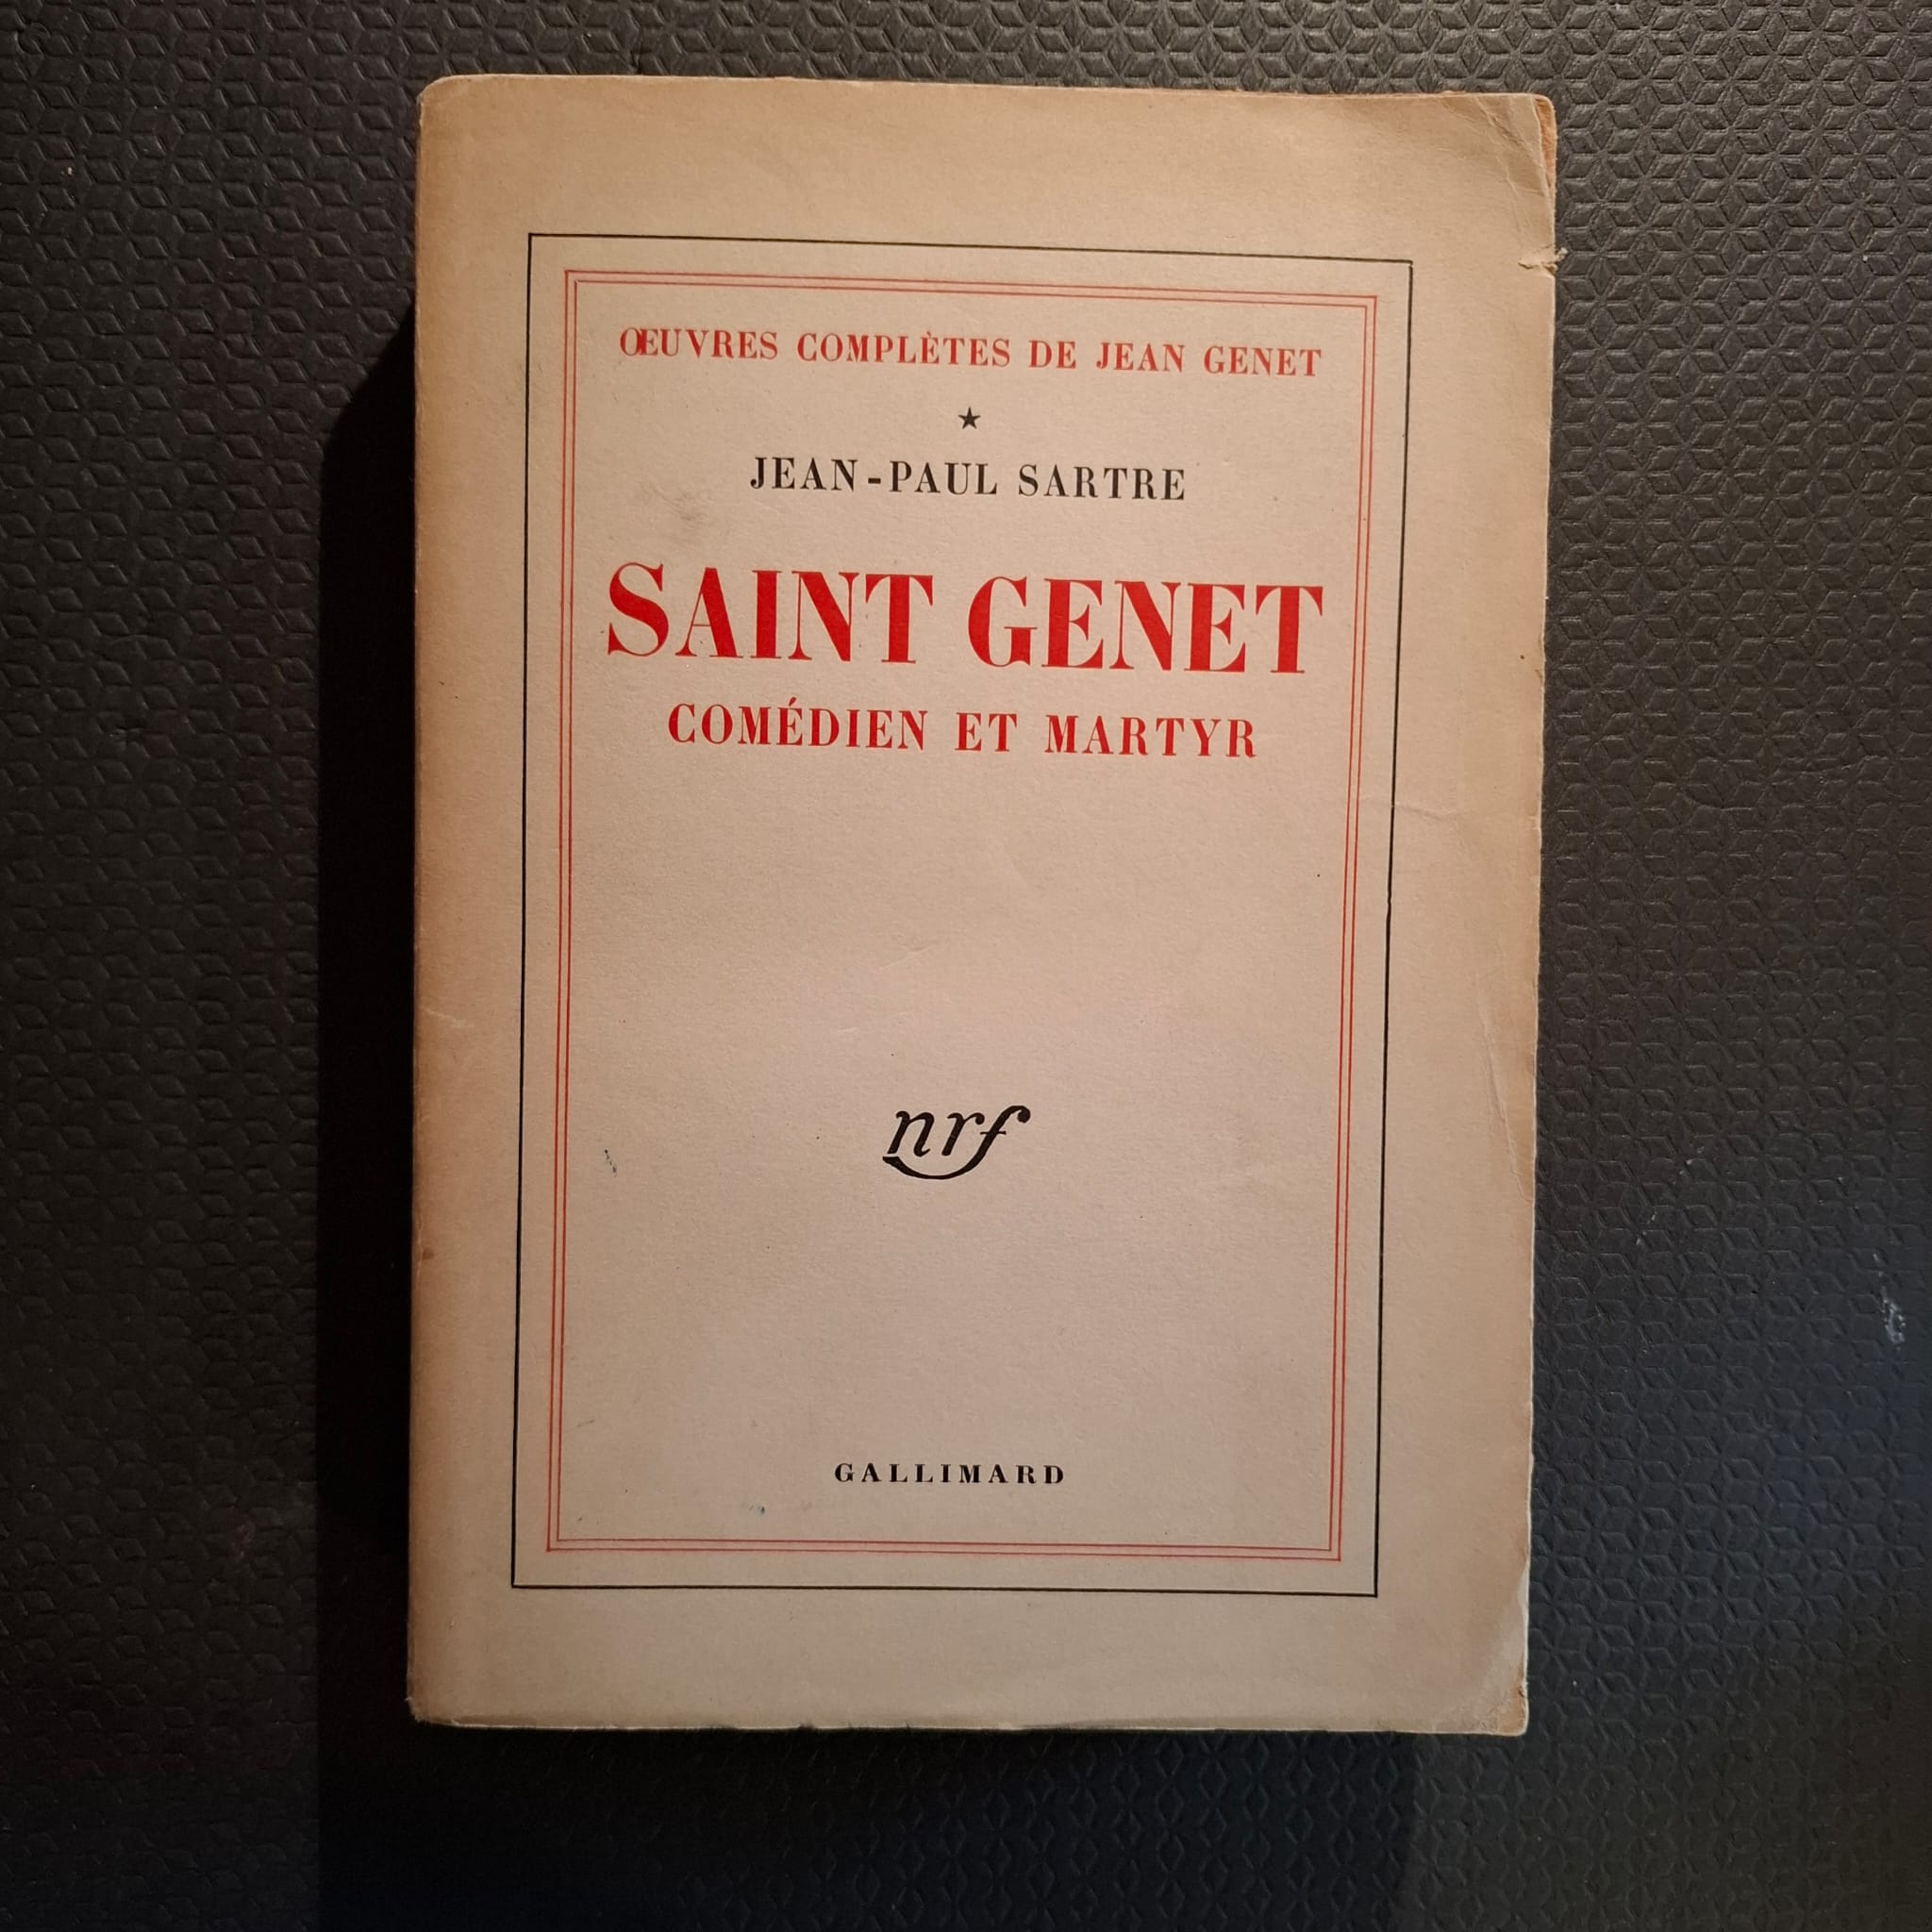 ŒUVRES COMPLÈTES DE JEAN GENET
★
JEAN-PAUL SARTRE
SAINT GENET
COMÉDIEN ET MARTYR
nrf
GALLIMARD